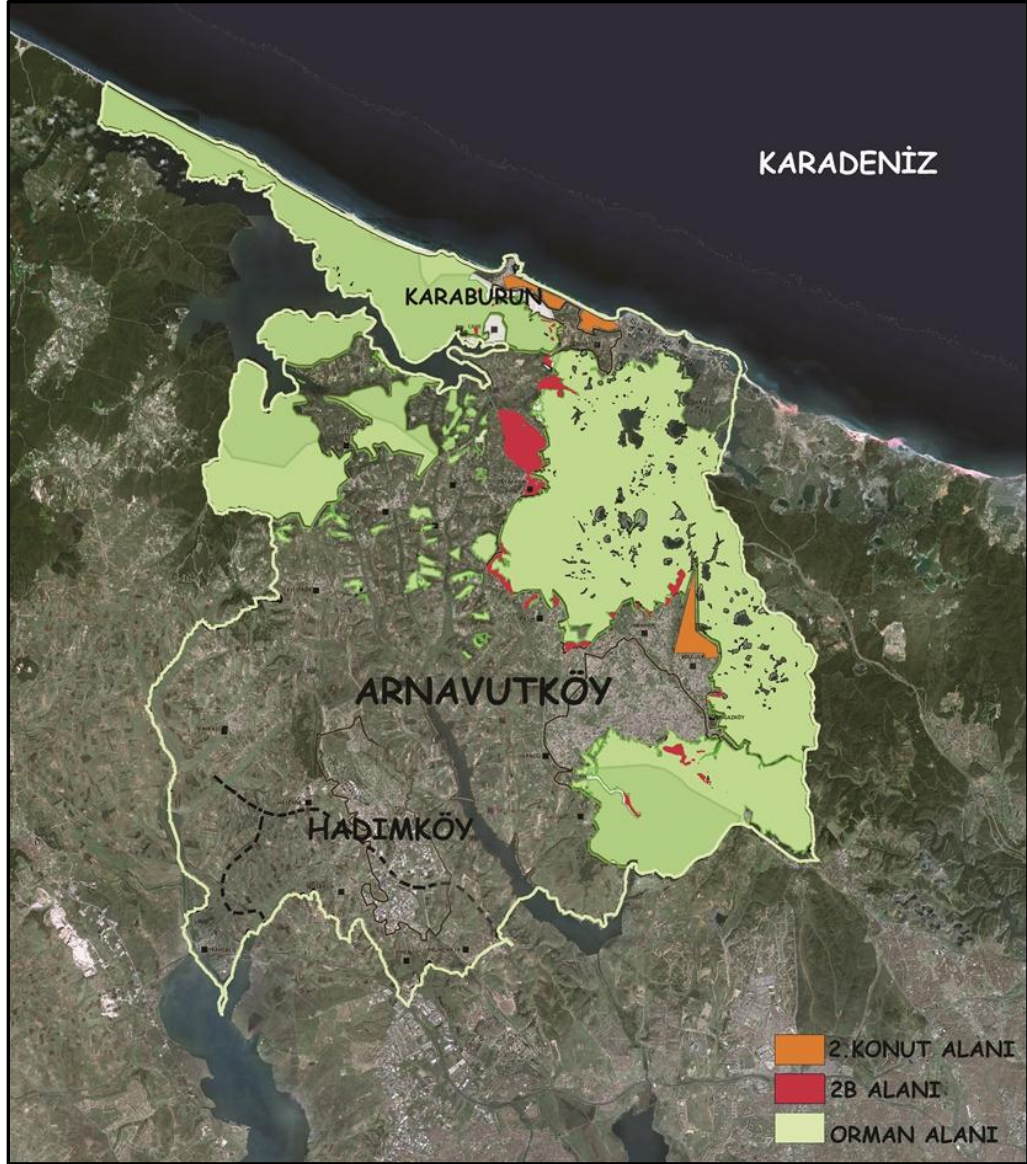 KARADENİZ
KARABURUN
ARNAVUTKÖY
HADIMKÖY
2.KONUT ALANI
2B ALANI
ORMAN ALANI